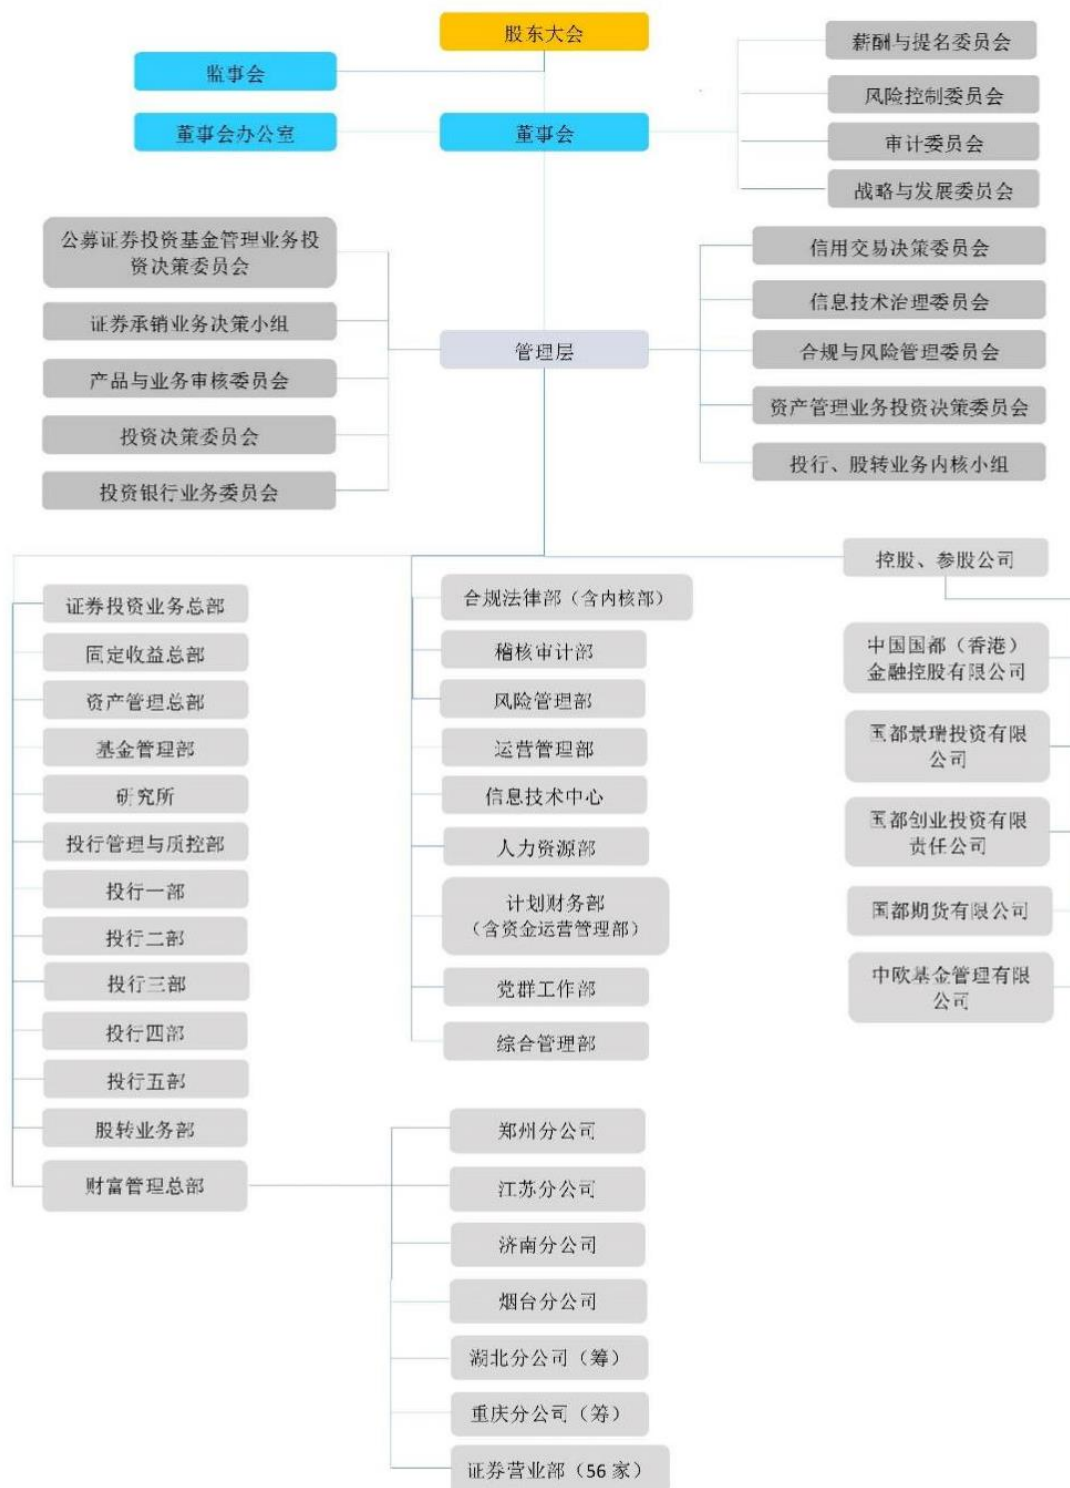 股东大会
监事会
董事会办公室
董事会
薪酬与提名委员会
风险控制委员会
审计委员会
战略与发展委员会
公募证券投资基金管理业务投
资决策委员会
证券承销业务决策小组
产品与业务审核委员会
投资决策委员会
投资银行业务委员会
管理层
信用交易决策委员会
信息技术治理委员会
合规与风险管理委员会
资产管理业务投资决策委员会
投行、股转业务内核小组
证券投资业务总部
固定收益总部
资产管理总部
基金管理部
研究所
投行管理与质控部
投行一部
投行二部
投行三部
投行四部
投行五部
股转业务部
财富管理总部
合规法律部（含内核部）
稽核审计部
风险管理部
运营管理部
信息技术中心
人力资源部
计划财务部
（含资金运营管理部）
党群工作部
综合管理部
控股、参股公司
中国国都（香港）
金融控股有限公司
国都景瑞投资有限
公司
国都创业投资有限
责任公司
国都期货有限公司
中欧基金管理有限
公司
郑州分公司
江苏分公司
济南分公司
烟台分公司
湖北分公司（筹）
重庆分公司（筹）
证券营业部（56 家）